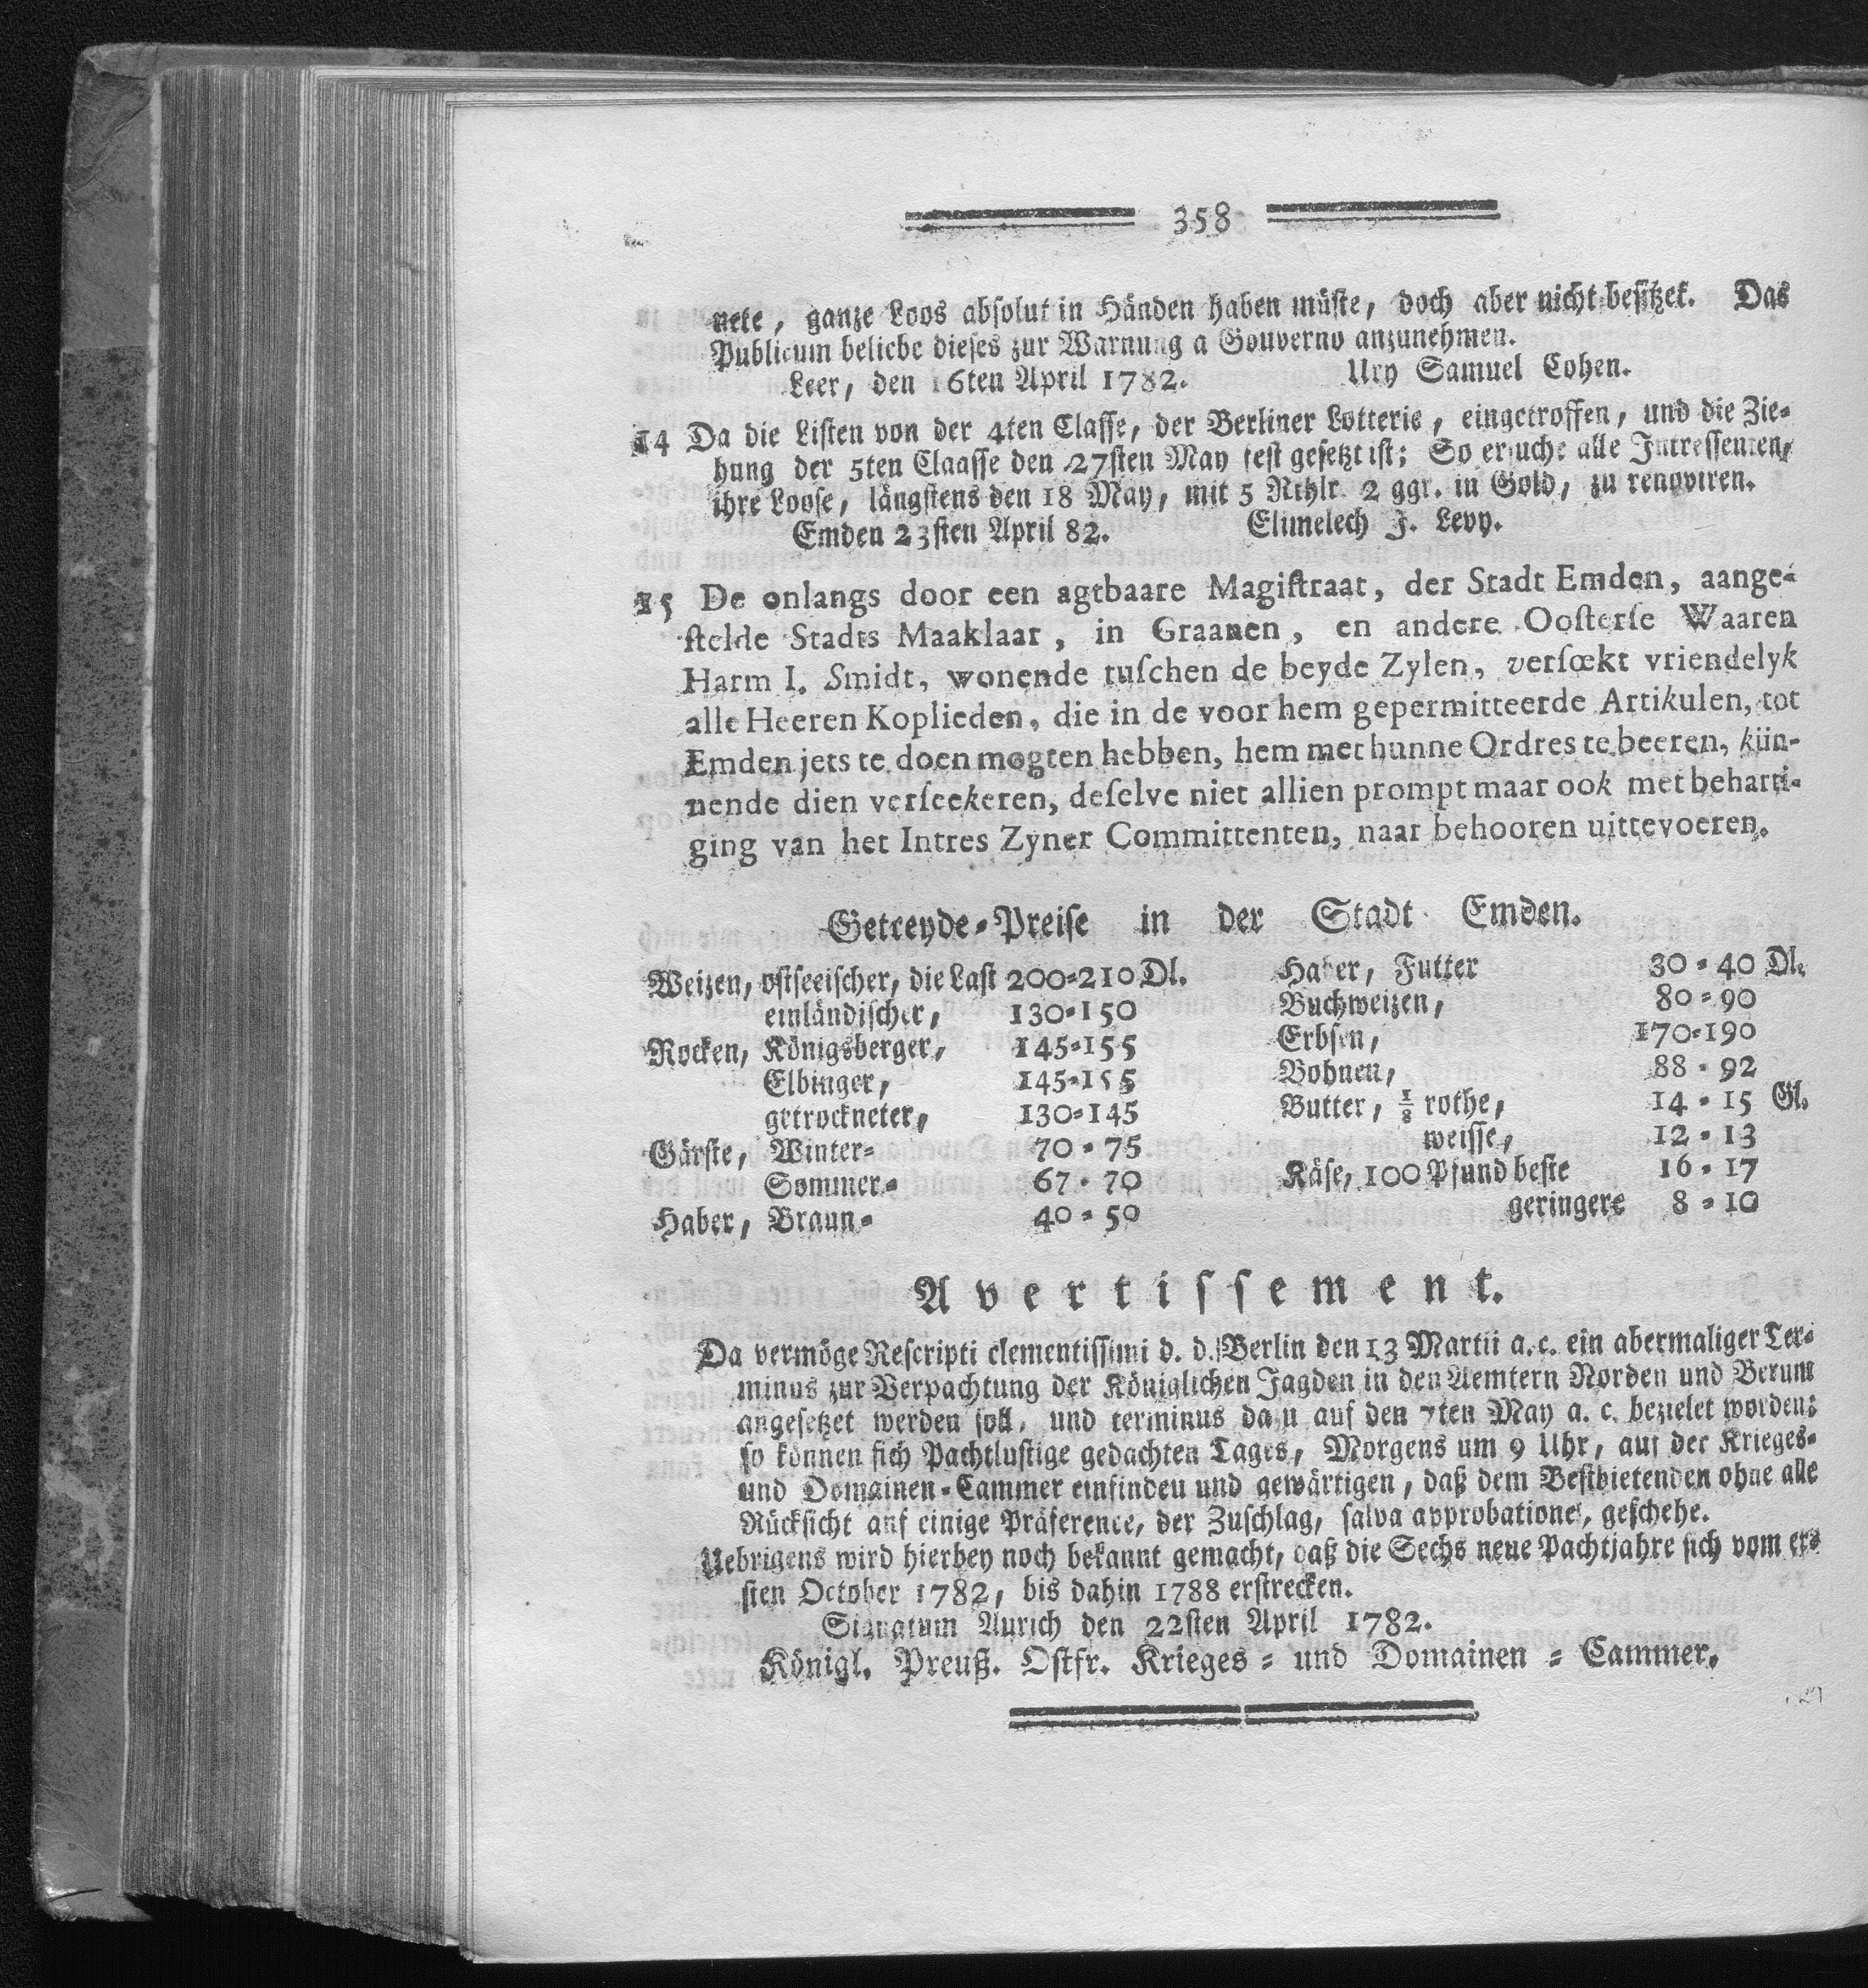 358
nete, ganze Loos absolut in Händen haben müste, doch aber nicht besitzet. Das
Publicum beliebe dieses zur Warnung a Gouverno anzunehmen.
Leer, den 16ten April 1782. Ury Samuel Cohen.
14 Da die Listen von der 4ten Classe, der Berliner Lotterie, eingetroffen, und die Zie-
hung der 5ten Claasse den 27sten May fest gesetzt ist; So ersuche alle Intressenten,
ihre Loose, längstens den 18 May, mit 5 Rthlr. 2 ggr. in Gold, zu renoviren.
Emden 23sten April 82. Elimelech J. Levy.
15 De onlangs door een agtbaare Magiſtraat, der Stadt Emden, aange-
ſtelde Stadts Maaklaar, in Graanen, en andere Ooſterſe Waaren
Harm I. Smidt, wonende tuſchen de beyde Zylen, verſœkt vriendelyk
alle Heeren Koplieden, die in de voor hem gepermitteerde Artikulen, tot
Emden jets te doen mogten hebben, hem met hunne Ordres te beeren, kün-
nende dien verſeekeren, deſelve niet allien prompt maar ook met beharti-
ging van het Intres Zyner Committenten, naar behooren uittevoeren.
Getreyde-Preise in der Stadt Emden.
Weizen, ostseeischer, die Last 200-210 Dl. Haber, Futter 30-40 Dl.
einländischer, 130-150 Buchweizen, 80-90
Rocken, Königsberger, 145-155 Erbsen, 170-190
Elbinger, 145-155 Bohnen, 88-92
getrockneter, 130-145 Butter, 1/8 rothe, 14-15 Gl.
Gärste, Winter- 70-75 weisse, 12-13
Sommer- 67-70 Käse, 100 Pfund beste 16-17
Haber, Braun- 40-50 geringere 8-10
Avertissement.
Da vermöge Rescripti clementissimi d. d. Berlin den 13 Martii a. c. ein abermaliger Ter-
minus zur Verpachtung der Königlichen Jagden in den Aemtern Norden und Berum
angesetzet werden soll, und terminus dazu auf den 7ten May a. c. bezielet worden:
so können sich Pachtlustige gedachten Tages, Morgens um 9 Uhr, auf der Krieges-
und Domainen-Cammer einfinden und gewärtigen, daß dem Bestbietenden ohne alle
Rücksicht auf einige Präference, der Zuschlag, salva approbatione, geschehe.
Uebrigens wird hierbey noch bekannt gemacht, daß die Sechs neue Pachtjahre sich vom er-
sten October 1782, bis dahin 1788 erstrecken.
Signatum Aurich den 22sten April 1782.
Königl. Preuß. Ostfr. Krieges- und Domainen-Cammer.